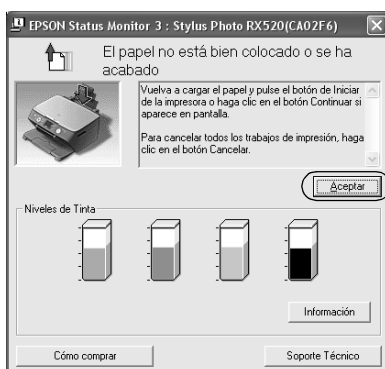 EPSON Status Monitor 3 : Stylus Photo RX520(CA02F6)
El papel no está bien colocado o se ha
acabado
Vuelva a cargar el papel y pulse el botón de Iniciar
de la impresora o haga clic en el botón Continuar si
aparece en pantalla.
Para cancelar todos los trabajos de impresión, haga
clic en el botón Cancelar.
Aceptar
Niveles de Tinta
Información
Cómo comprar
Soporte Técnico